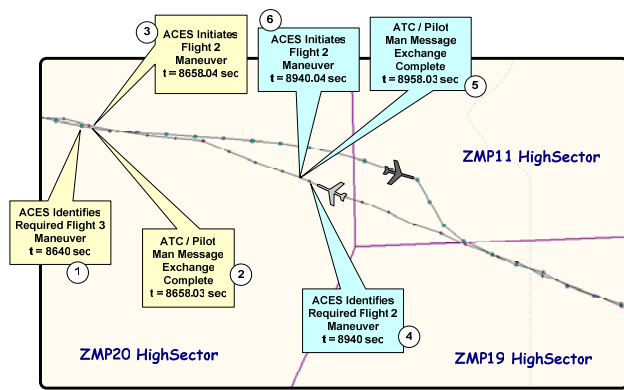 3
ACES Initiates
Flight 2
Maneuver
t = 8658.04 sec
6
ACES Initiates
Flight 2
Maneuver
t = 8940.04 sec
ATC / Pilot
Man Message
Exchange
Complete
t = 8958.03 sec
5
ZMP11 HighSector
ACES Identifies
Required Flight 3
Maneuver
t = 8640 sec
1
ATC / Pilot
Man Message
Exchange
Complete
t = 8658.03 sec
2
ACES Identifies
Required Flight 2
Maneuver
t = 8940 sec
4
ZMP20 HighSector
ZMP19 HighSector